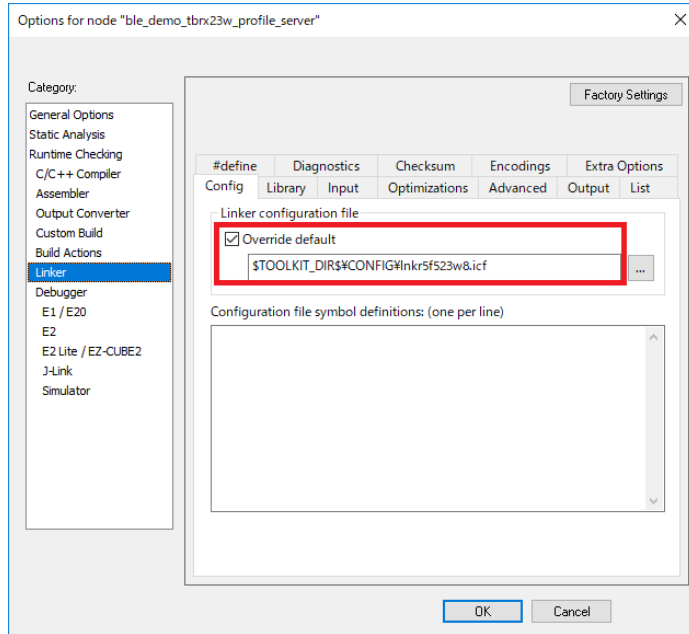 Options for node "ble_demo_tbrx23w_profile_server"
Category:
General Options
Static Analysis
Runtime Checking
C/C++ Compiler
Assembler
Output Converter
Custom Build
Build Actions
Linker
Debugger
E1 / E20
E2
E2 Lite / EZ-CUBE2
J-Link
Simulator
Factory Settings
#define Diagnostics Checksum Encodings Extra Options
Config Library Input Optimizations Advanced Output List
Linker configuration file
Override default
$TOOLKIT_DIR$¥CONFIG¥lnkr5f523w8.icf
...
Configuration file symbol definitions: (one per line)
OK Cancel